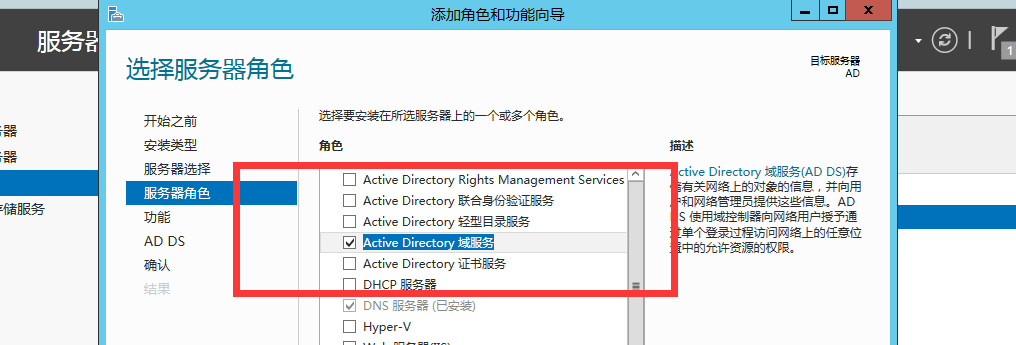 添加角色和功能向导
服务器
1
选择服务器角色
目标服务器
AD
开始之前
安装类型
服务器选择
服务器角色
功能
AD DS
确认
结果
器
器
存储服务
选择要安装在所选服务器上的一个或多个角色。
角色
Active Directory Rights Management Services
Active Directory 联合身份验证服务
Active Directory 轻型目录服务
Active Directory 域服务
Active Directory 证书服务
DHCP 服务器
DNS 服务器 (已安装)
Hyper-V
描述
Active Directory 域服务(AD DS)存
储有关网络上的对象的信息，并向用
户和网络管理员提供这些信息。AD
DS 使用域控制器向网络用户授予通
过单个登录过程访问网络上的任意位
置中的允许资源的权限。